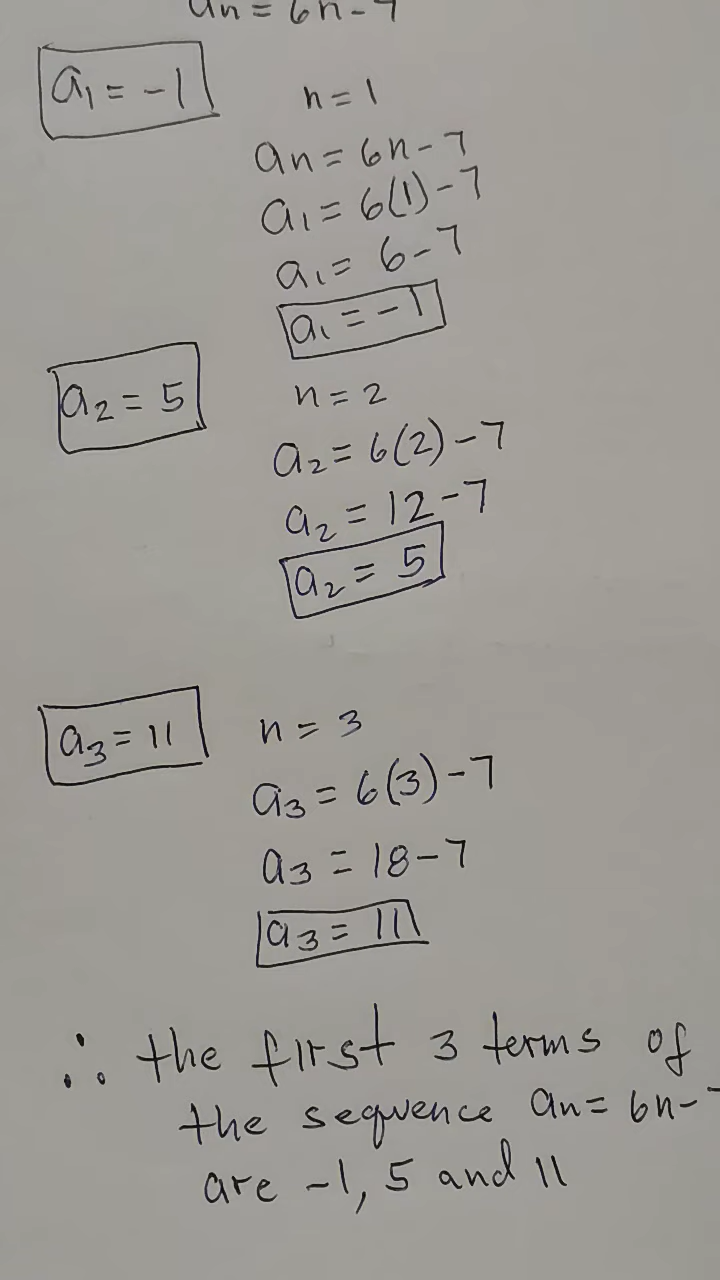 an = 6n - 7
a₁ = -1
n = 1
an = 6n - 7
a₁ = 6(1) - 7
a₁ = 6 - 7
a₁ = -1
a₂ = 5
n = 2
a₂ = 6(2) - 7
a₂ = 12 - 7
a₂ = 5
a₃ = 11
n = 3
a₃ = 6(3) - 7
a₃ = 18 - 7
a₃ = 11
∴ the first 3 terms of
the sequence an = 6n -
are -1, 5 and 11